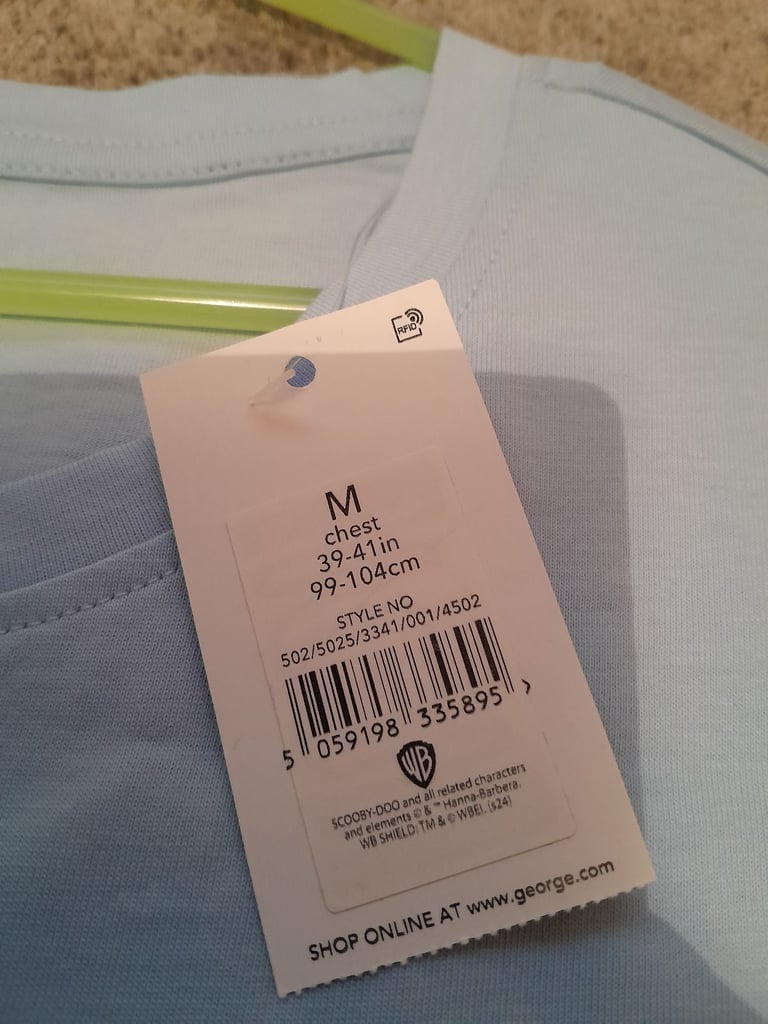 RFID
M
chest
39-41in
99-104cm
STYLE NO
502/5025/3341/001/4502
5 059198 335895 >
WB
SCOOBY-DOO and all related characters
and elements © & ™ Hanna-Barbera.
WB SHIELD: TM & © WBEI. (s24)
SHOP ONLINE AT www.george.com